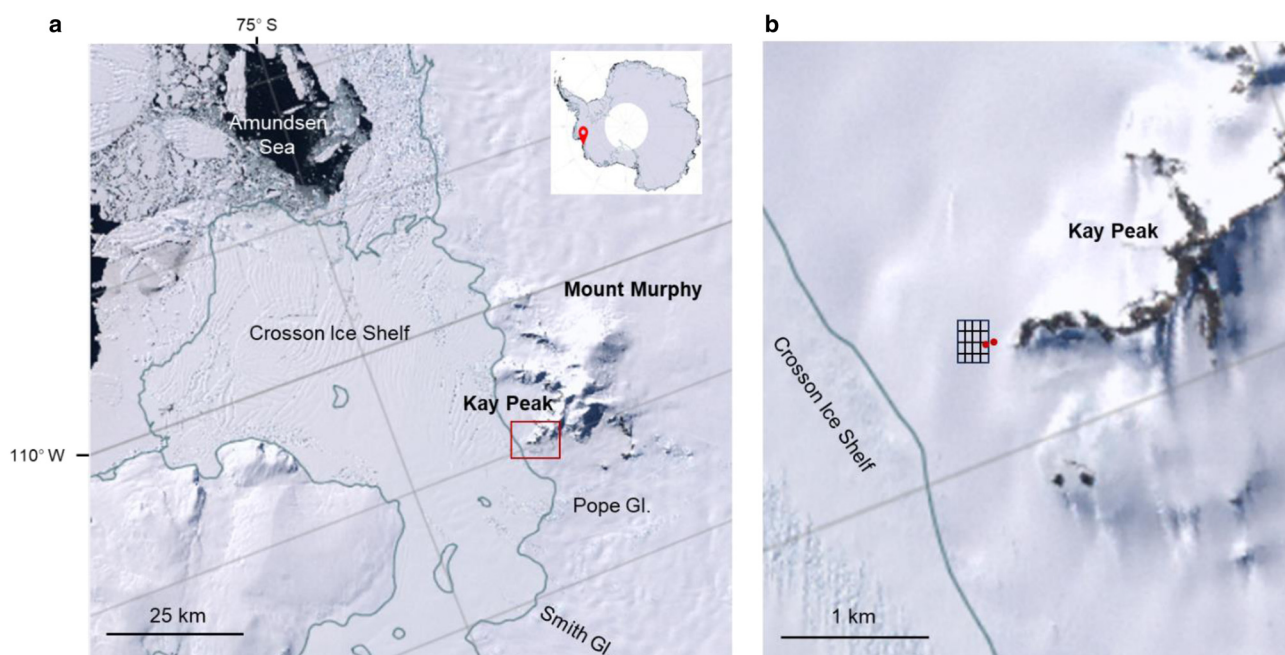 a
75° S
Amundsen
Sea
Mount Murphy
Crosson Ice Shelf
Kay Peak
110° W
Pope Gl.
25 km
Smith Gl
b
Kay Peak
Crosson Ice Shelf
1 km